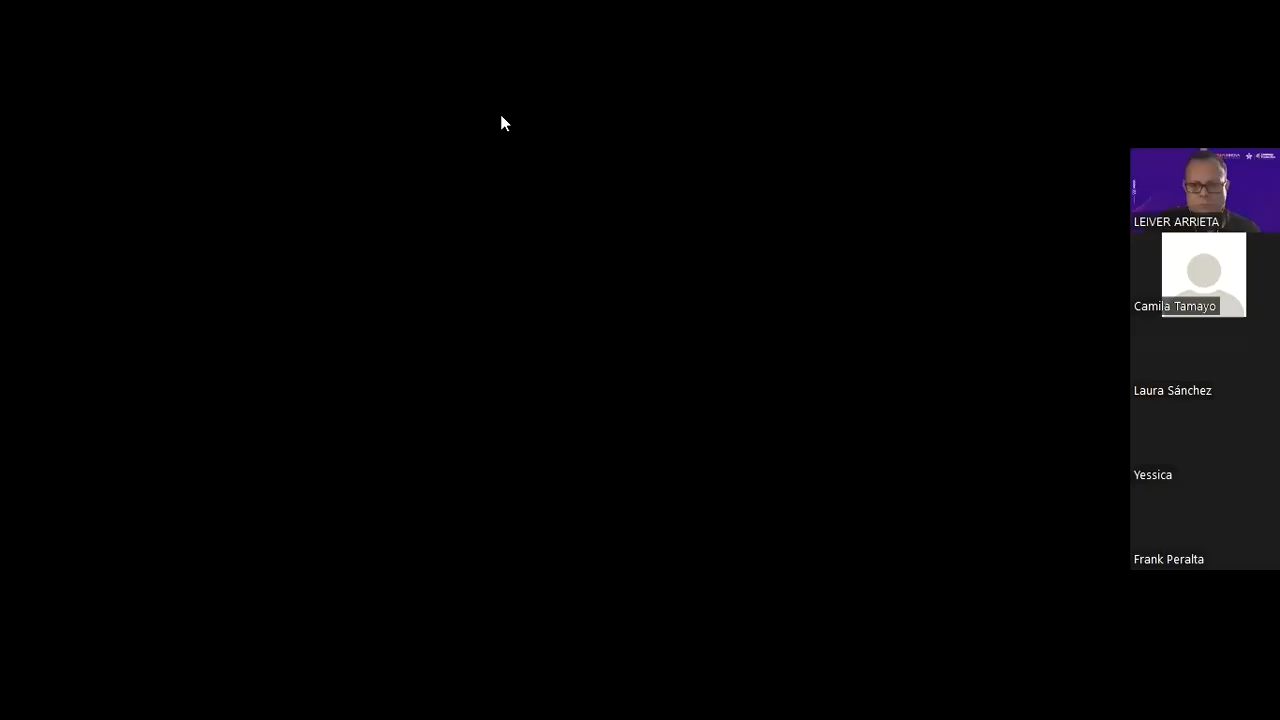 LEIVER ARRIETA
Camila Tamayo
Laura Sánchez
Yessica
Frank Peralta